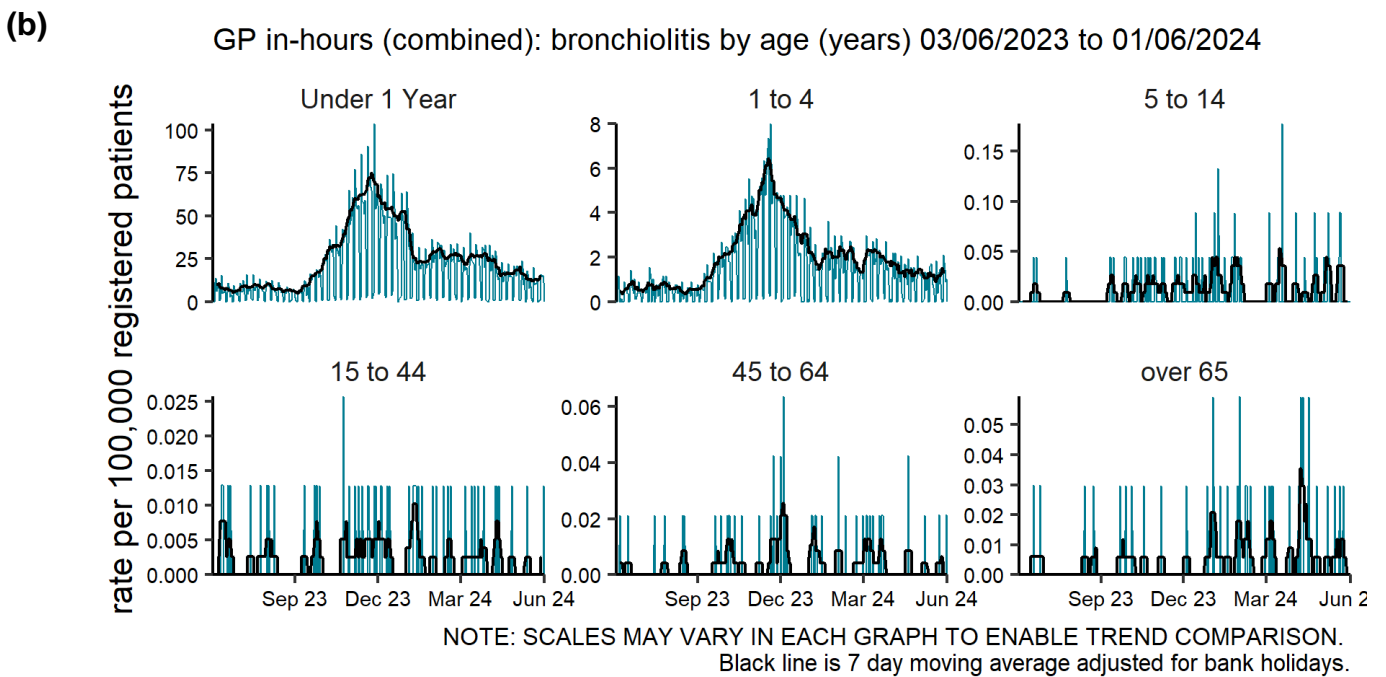 (b)
GP in-hours (combined): bronchiolitis by age (years) 03/06/2023 to 01/06/2024
rate per 100,000 registered patients
Under 1 Year
100
75
50
25
0
1 to 4
8
6
4
2
0
5 to 14
0.15
0.10
0.05
0.00
15 to 44
0.025
0.020
0.015
0.010
0.005
0.000
Sep 23 Dec 23 Mar 24 Jun 24
45 to 64
0.06
0.04
0.02
0.00
Sep 23 Dec 23 Mar 24 Jun 24
over 65
0.05
0.04
0.03
0.02
0.01
0.00
Sep 23 Dec 23 Mar 24 Jun 2
NOTE: SCALES MAY VARY IN EACH GRAPH TO ENABLE TREND COMPARISON.
Black line is 7 day moving average adjusted for bank holidays.